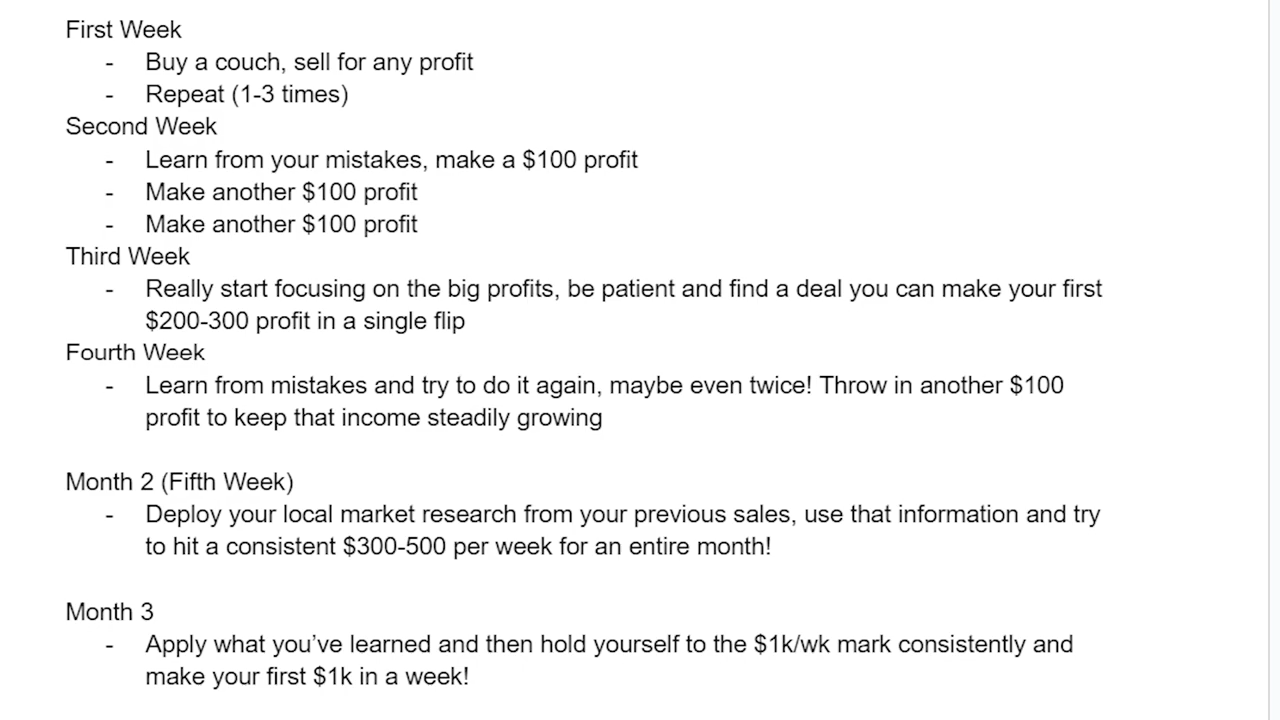 First Week
- Buy a couch, sell for any profit
- Repeat (1-3 times)
Second Week
- Learn from your mistakes, make a $100 profit
- Make another $100 profit
- Make another $100 profit
Third Week
- Really start focusing on the big profits, be patient and find a deal you can make your first
$200-300 profit in a single flip
Fourth Week
- Learn from mistakes and try to do it again, maybe even twice! Throw in another $100
profit to keep that income steadily growing
Month 2 (Fifth Week)
- Deploy your local market research from your previous sales, use that information and try
to hit a consistent $300-500 per week for an entire month!
Month 3
- Apply what you’ve learned and then hold yourself to the $1k/wk mark consistently and
make your first $1k in a week!